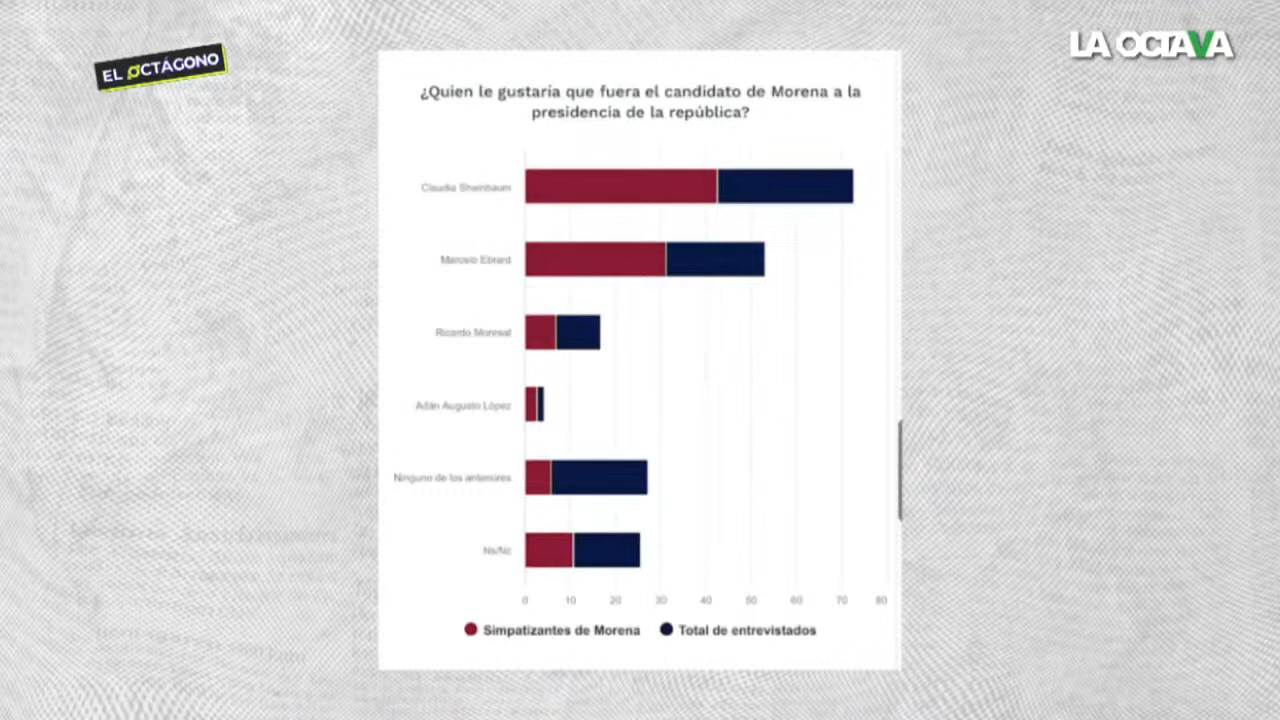 EL OCTÁGONO
LA OCTAVA
¿Quien le gustaría que fuera el candidato de Morena a la
presidencia de la república?
Claudia Sheinbaum
Marcelo Ebrard
Ricardo Monreal
Adán Augusto López
Ninguno de los anteriores
Ns/Nc
0 10 20 30 40 50 60 70 80
Simpatizantes de Morena Total de entrevistados